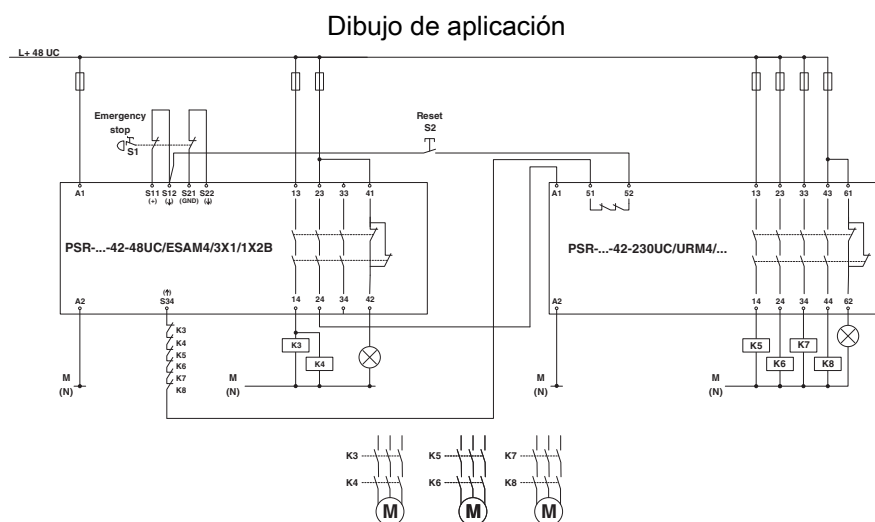 Dibujo de aplicación
L+ 48 UC
Emergency
stop
S1
Reset
S2
A1 S11 S12 S21 S22 13 23 33 41 A1 51 52 13 23 33 43 61
(+) (↓) (GND) (↓)
PSR-...-42-48UC/ESAM4/3X1/1X2B
PSR-...-42-230UC/URM4/...
(↑)
A2 S34 14 24 34 42 A2 14 24 34 44 62
K3
K4
K5
K6
K7
K8
K3
K4
K5 K7
K6 K8
M
(N)
M
(N)
M
(N)
M
(N)
K3 K5 K7
K4 K6 K8
M M M